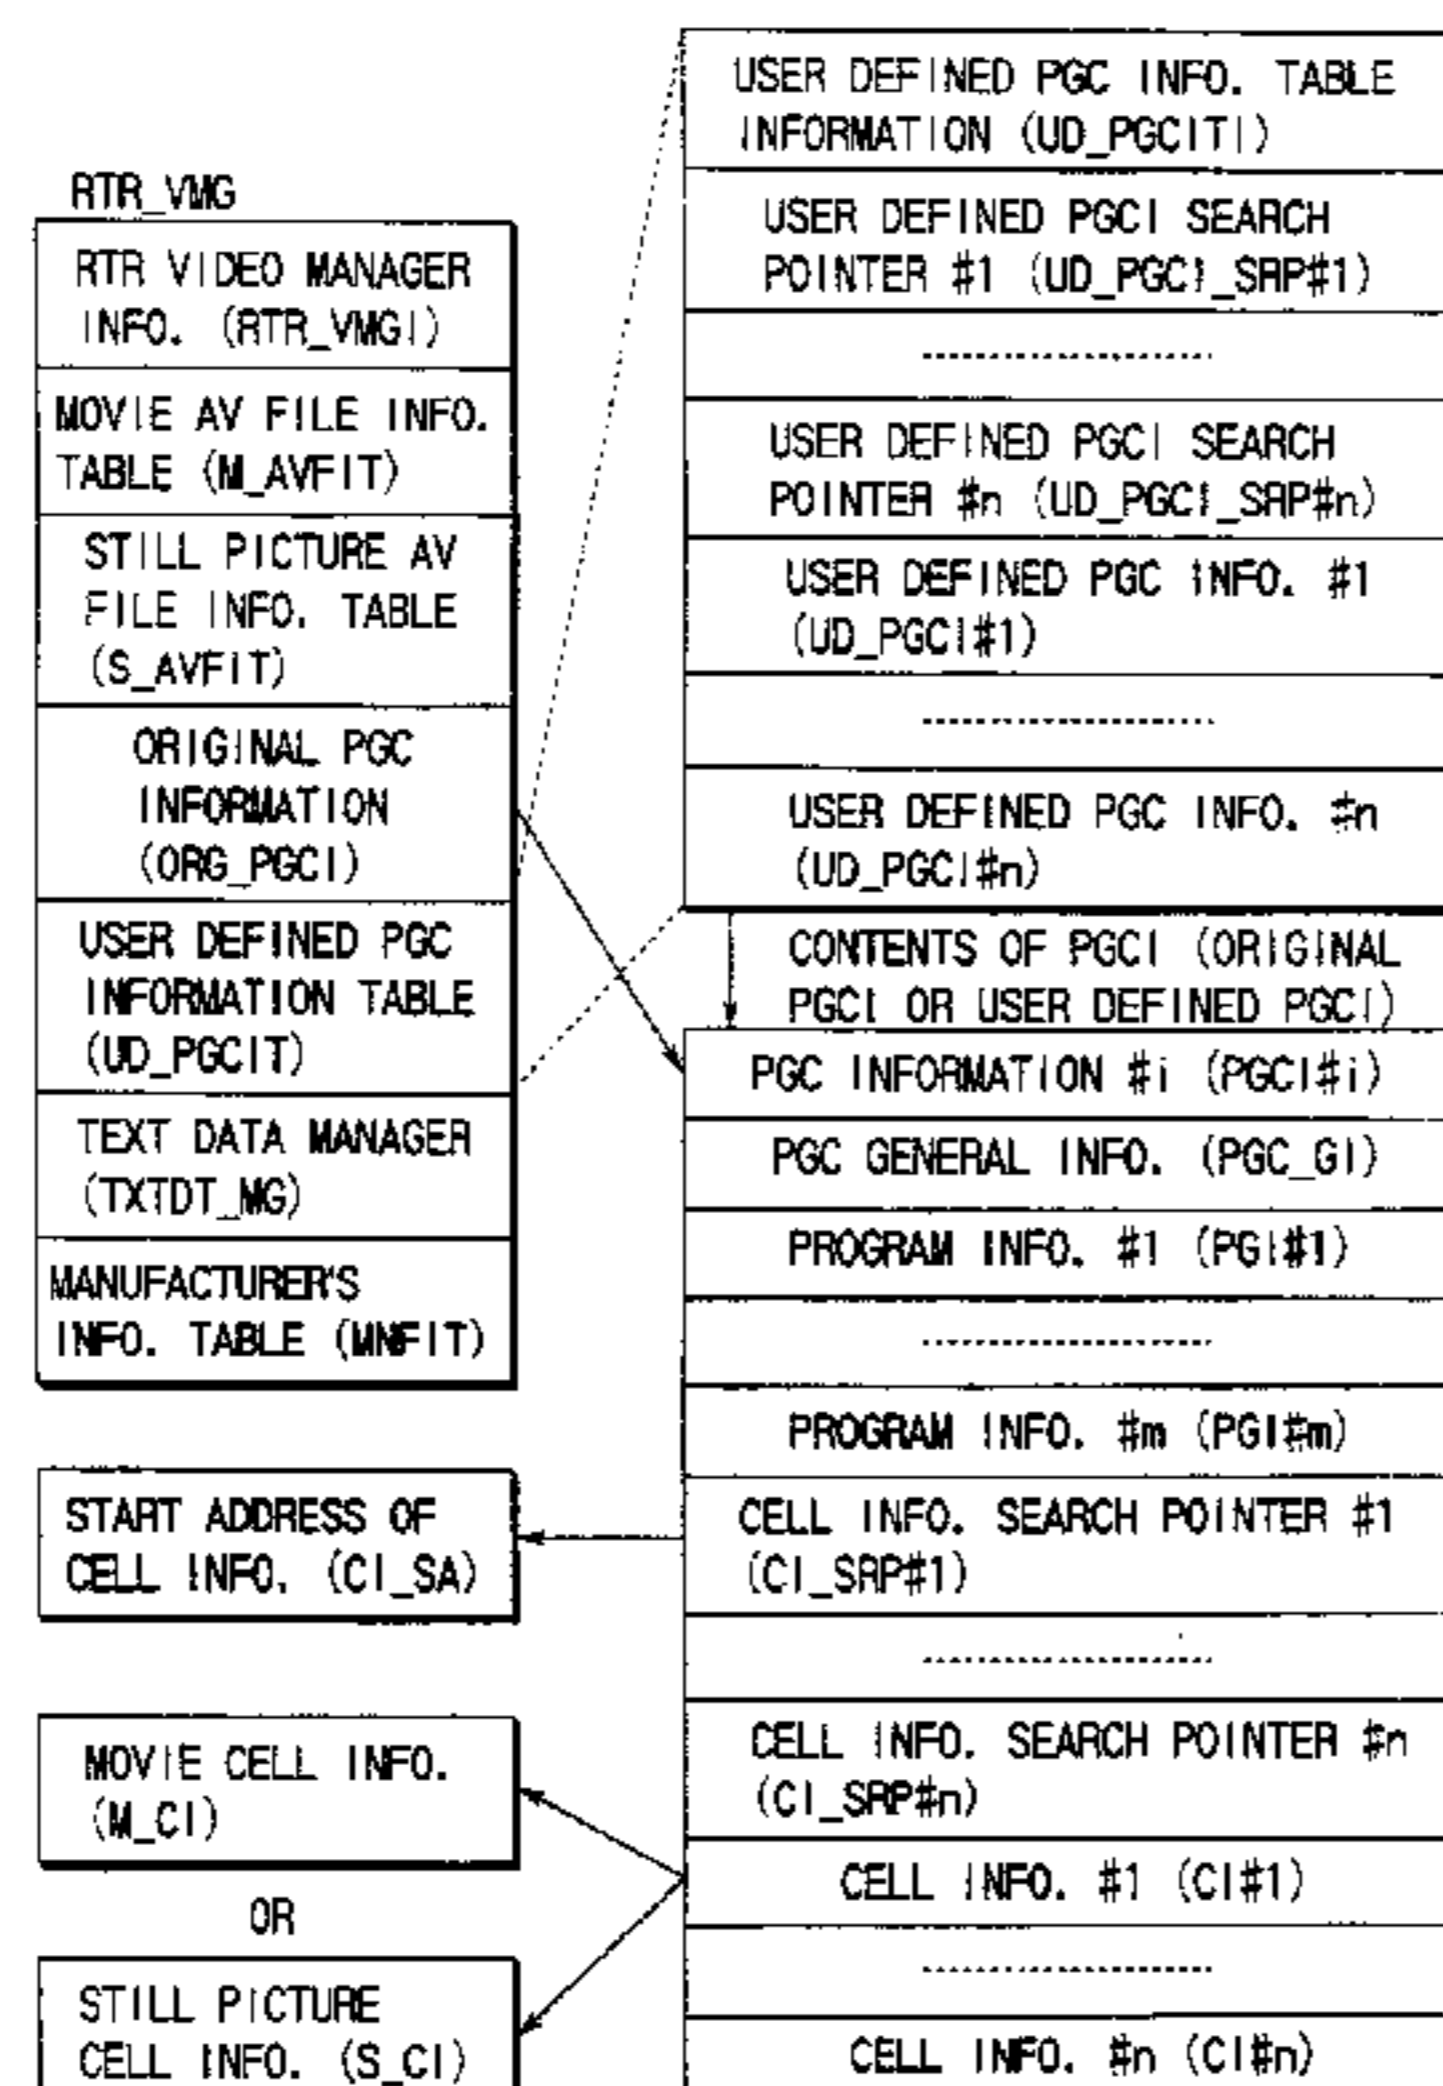 RTR_VMG
RTR VIDEO MANAGER
INFO. (RTR_VMGI)
MOVIE AV FILE INFO.
TABLE (M_AVFIT)
STILL PICTURE AV
FILE INFO. TABLE
(S_AVFIT)
ORIGINAL PGC
INFORMATION
(ORG_PGCI)
USER DEFINED PGC
INFORMATION TABLE
(UD_PGCIT)
TEXT DATA MANAGER
(TXTDT_MG)
MANUFACTURER'S
INFO. TABLE (MNFIT)
START ADDRESS OF
CELL INFO. (CI_SA)
MOVIE CELL INFO.
(M_CI)
OR
STILL PICTURE
CELL INFO. (S_CI)
USER DEFINED PGC INFO. TABLE
INFORMATION (UD_PGCITI)
USER DEFINED PGCI SEARCH
POINTER #1 (UD_PGCI_SRP#1)
USER DEFINED PGCI SEARCH
POINTER #n (UD_PGCI_SRP#n)
USER DEFINED PGC INFO. #1
(UD_PGCI#1)
USER DEFINED PGC INFO. #n
(UD_PGCI#n)
CONTENTS OF PGCI (ORIGINAL
PGCI OR USER DEFINED PGCI)
PGC INFORMATION #i (PGCI#i)
PGC GENERAL INFO. (PGC_GI)
PROGRAM INFO. #1 (PGI#1)
PROGRAM INFO. #m (PGI#m)
CELL INFO. SEARCH POINTER #1
(CI_SRP#1)
CELL INFO. SEARCH POINTER #n
(CI_SRP#n)
CELL INFO. #1 (CI#1)
CELL INFO. #n (CI#n)